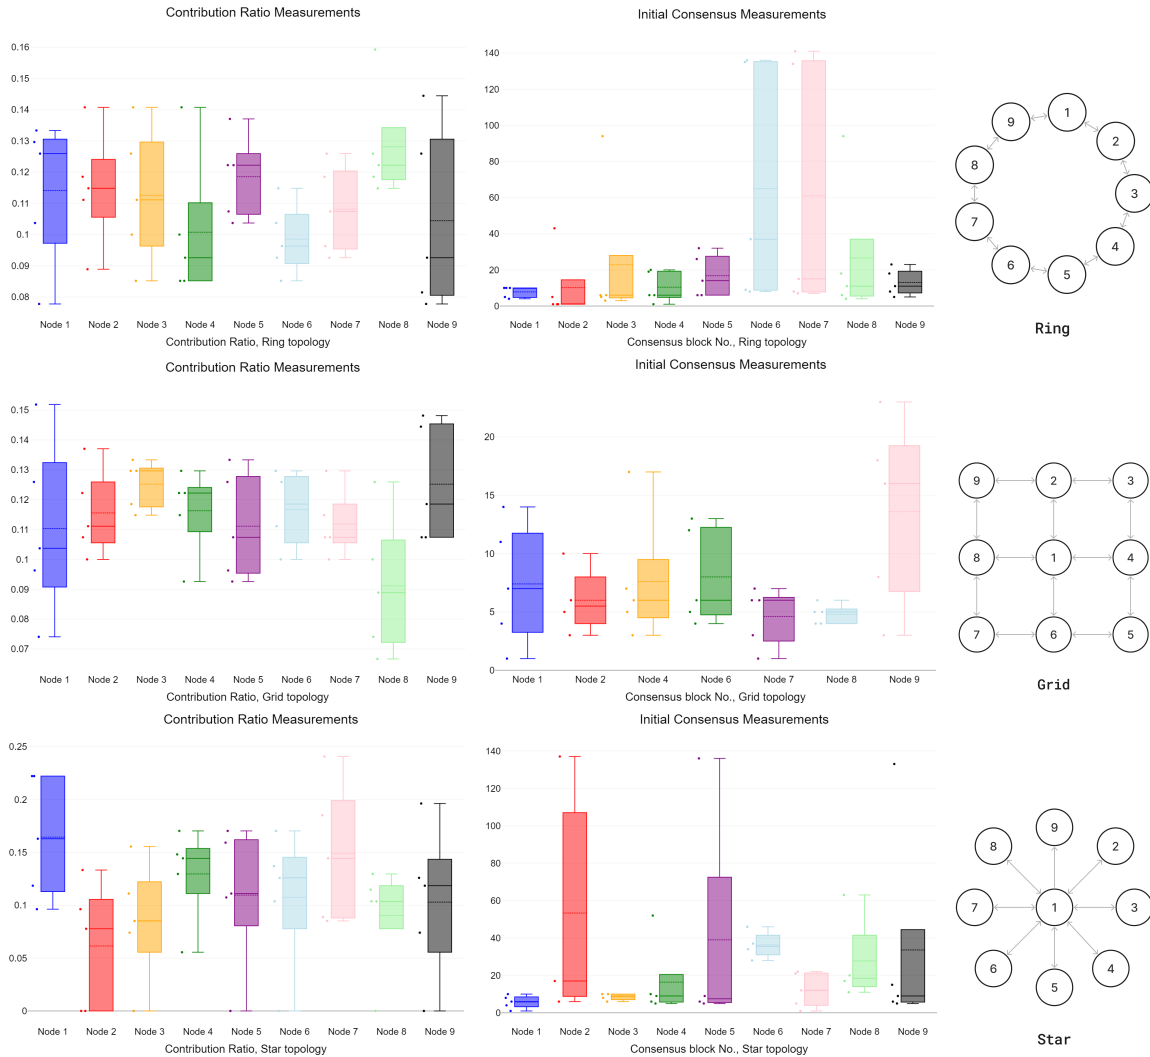 Contribution Ratio Measurements
0.16
0.15
0.14
0.13
0.12
0.11
0.1
0.09
0.08
Node 1 Node 2 Node 3 Node 4 Node 5 Node 6 Node 7 Node 8 Node 9
Contribution Ratio, Ring topology
Initial Consensus Measurements
140
120
100
80
60
40
20
0
Node 1 Node 2 Node 3 Node 4 Node 5 Node 6 Node 7 Node 8 Node 9
Consensus block No., Ring topology
1
2
3
4
5
6
7
8
9
Ring
Contribution Ratio Measurements
0.15
0.14
0.13
0.12
0.11
0.1
0.09
0.08
0.07
Node 1 Node 2 Node 3 Node 4 Node 5 Node 6 Node 7 Node 8 Node 9
Contribution Ratio, Grid topology
Initial Consensus Measurements
20
15
10
5
0
Node 1 Node 2 Node 3 Node 6 Node 7 Node 8 Node 9
Consensus block No., Grid topology
9 2 3
8 1 4
7 6 5
Grid
Contribution Ratio Measurements
0.25
0.2
0.15
0.1
0.05
0
Node 1 Node 2 Node 3 Node 4 Node 5 Node 6 Node 7 Node 8 Node 9
Contribution Ratio, Star topology
Initial Consensus Measurements
140
120
100
80
60
40
20
0
Node 1 Node 2 Node 3 Node 4 Node 5 Node 6 Node 7 Node 8 Node 9
Consensus block No., Star topology
9
8 2
7 1 3
6 4
5
Star